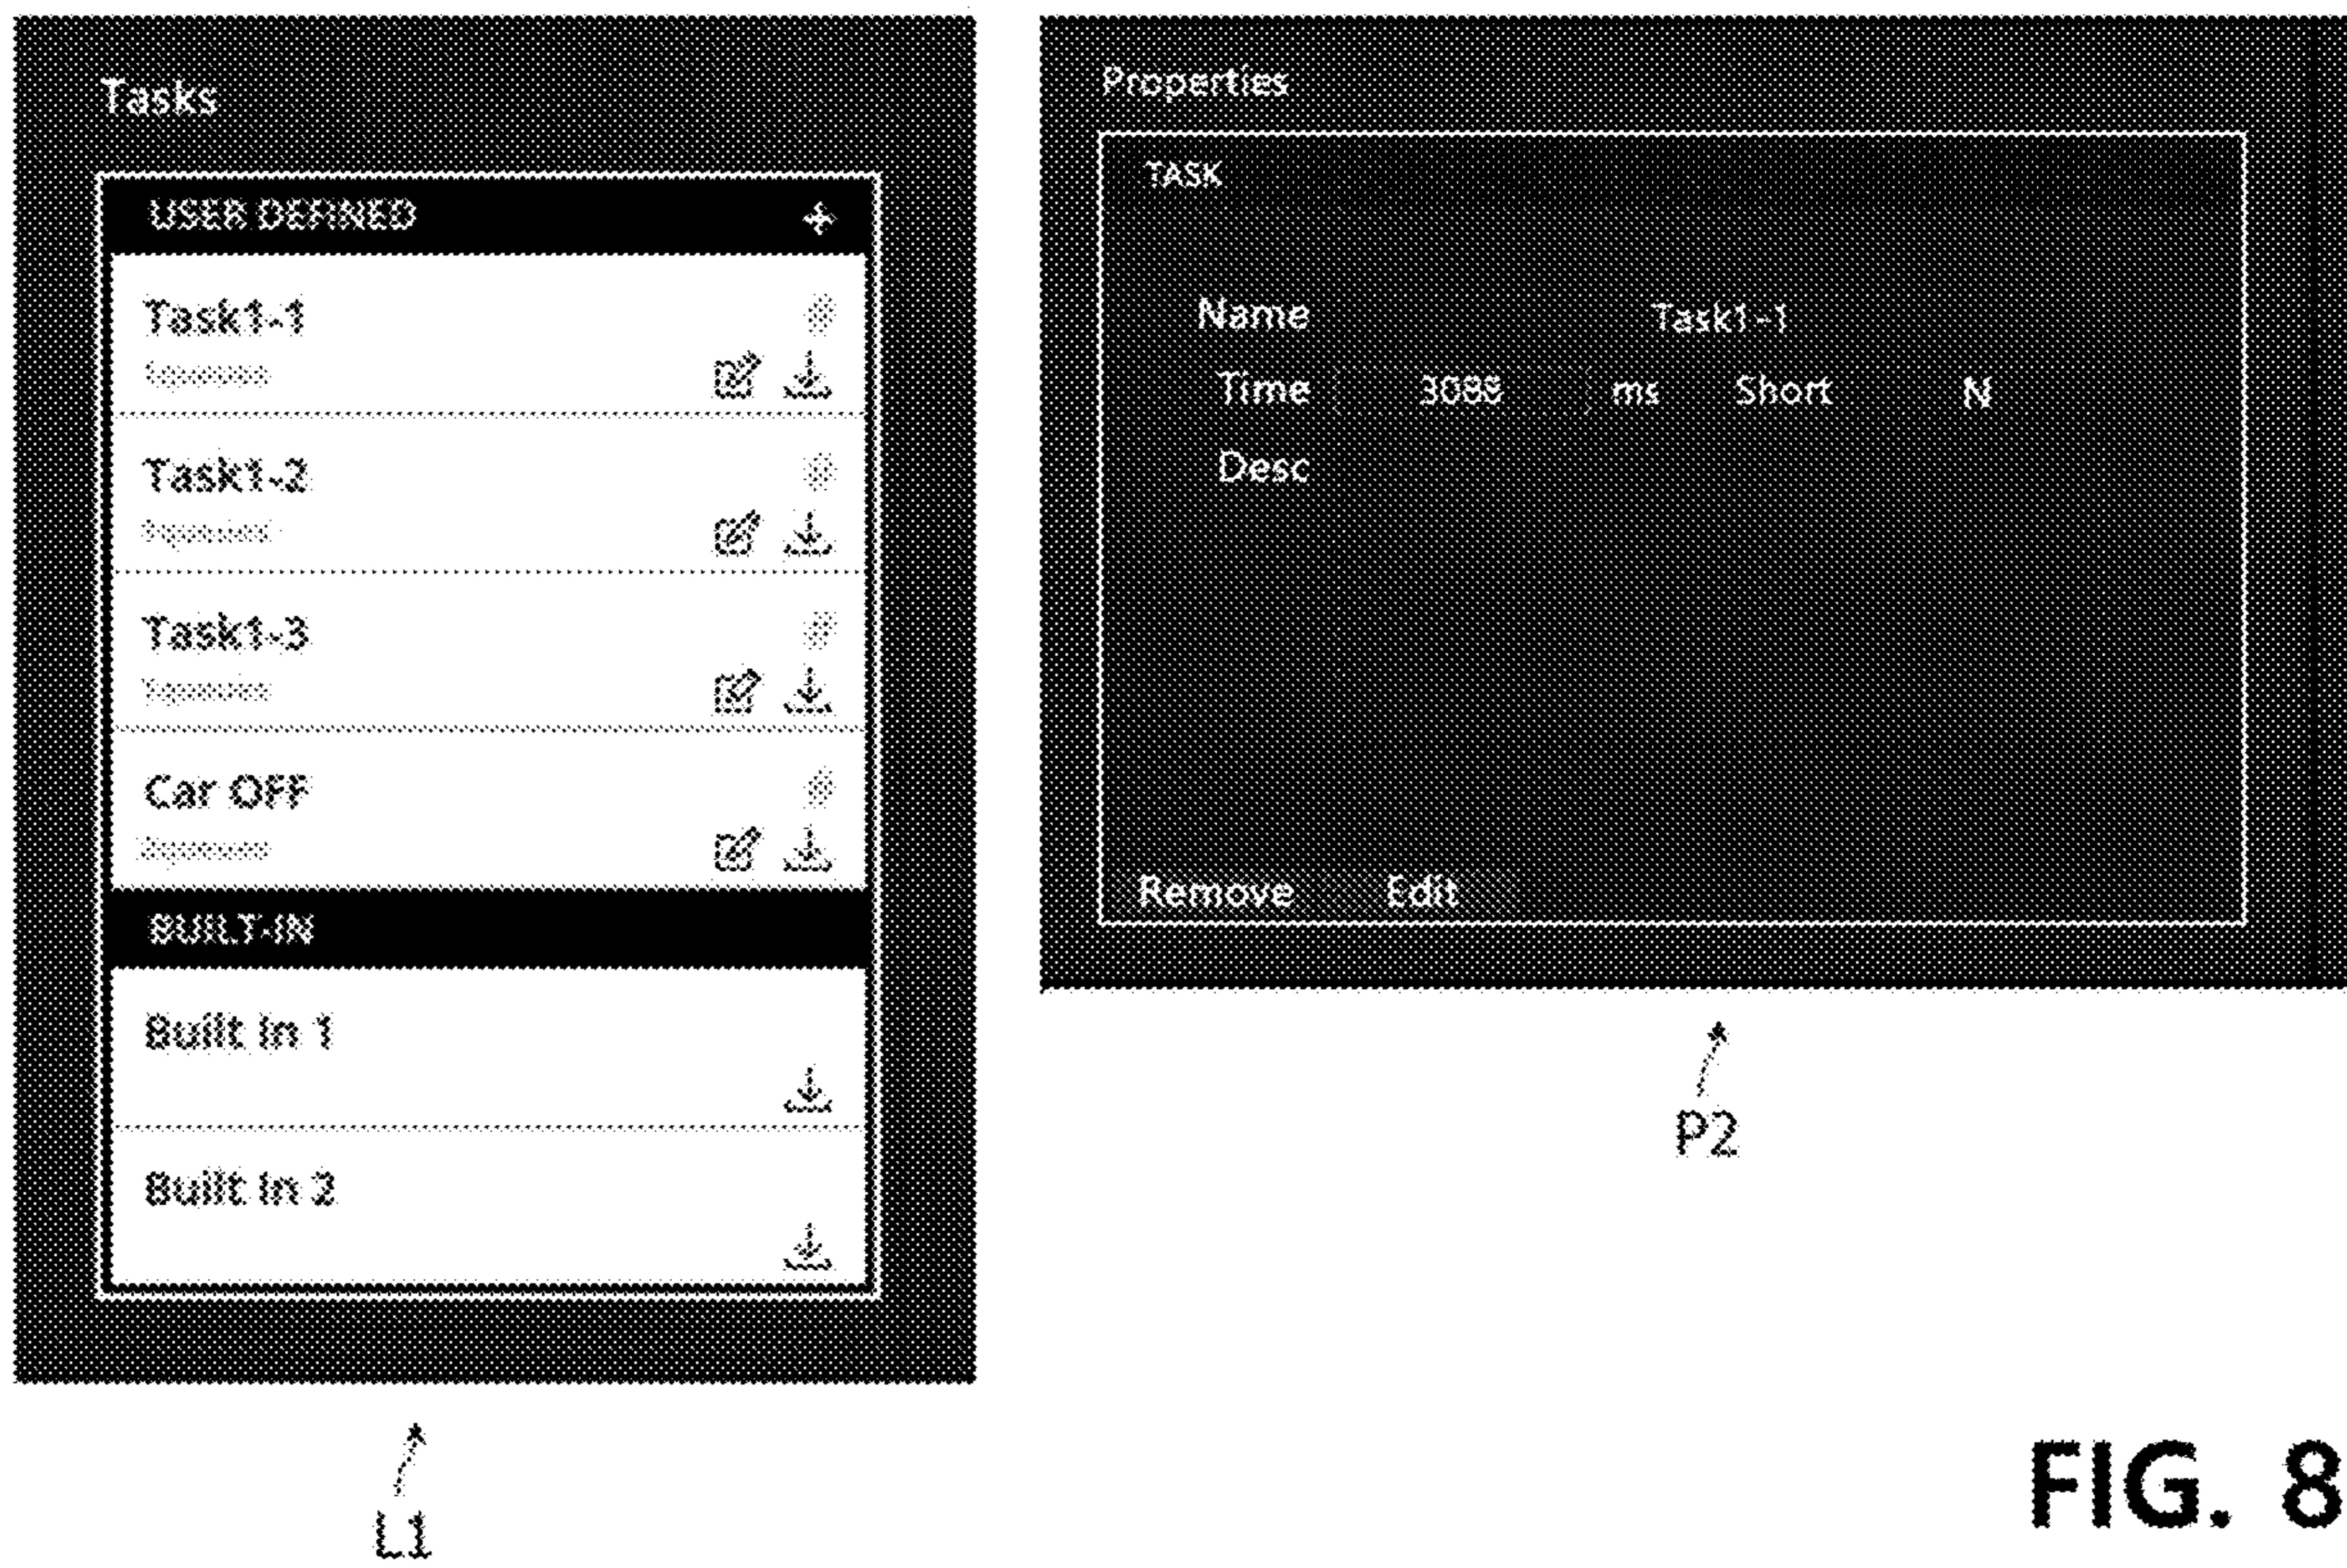 Tasks
USER DEFINED +
Task1-1
Task1-2
Task1-3
Car OFF
BUILT-IN
Built In 1
Built In 2
L1
Properties
TASK
Name Task1-1
Time 3088 ms Short N
Desc
Remove Edit
P2
FIG. 8